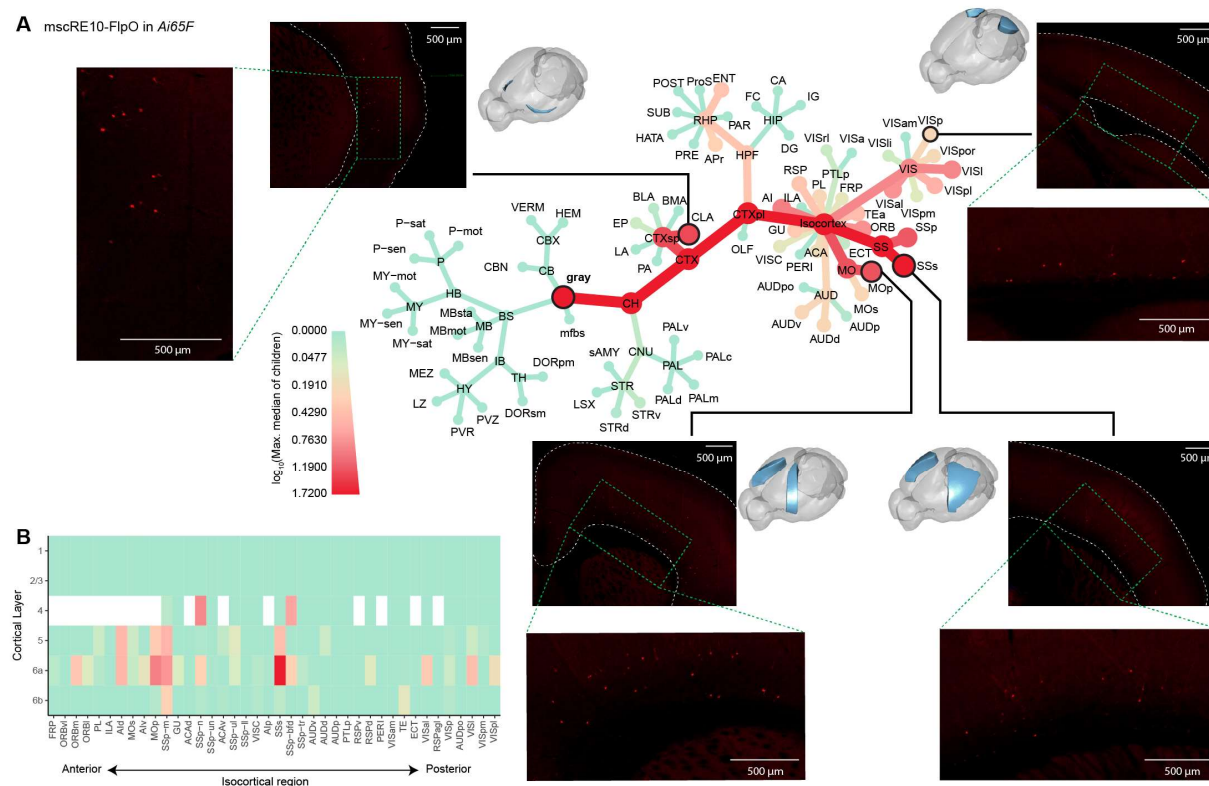 A mscRE10-FlpO in Ai65F
500 µm
500 µm
500 µm
500 µm
POST
ProS
ENT
SUB
RHP
PAR
HATA
PRE
APr
CA
FC
IG
HIP
DG
HPF
VISrl
VISa
PTLp
VISam
VISp
VISli
VISpor
VIS
VISl
VISpl
VISal
VISpm
RSP
PL
FRP
AI
ILA
TEa
ORB
GU
Isocortex
ECT
SSp
SS
SSs
VISC
ACA
PERI
MO
MOp
MOs
AUDpo
AUD
AUDv
AUDp
AUDd
CTXpl
OLF
BLA
BMA
EP
CLA
CTXsp
LA
PA
CTX
VERM
HEM
CBX
CBN
CB
gray
CH
P-sat
P-mot
P-sen
P
MY-mot
HB
MY
MY-sen
MY-sat
MBsta
BS
MB
MBmot
MBsen
mfbs
IB
DORpm
TH
MEZ
HY
LZ
PVZ
DORsm
PVR
PALv
sAMY
CNU
PALc
PAL
STR
LSX
PALd
PALm
STRv
STRd
0.0000
0.0477
0.1910
0.4290
0.7630
1.1900
1.7200
log10(Max. median of children)
500 µm
500 µm
500 µm
500 µm
B
Cortical Layer
1
2/3
4
5
6a
6b
FRP
ORBvl
ORBm
ORBl
PL
ILA
AId
MOs
AIv
MOp
SSp-m
GU
ACAd
SSp-n
SSp-un
ACAv
SSp-ul
SSp-ll
VISC
AIp
SSs
SSp-bfd
SSp-tr
AUDv
AUDd
AUDp
PTLp
RSPv
RSPd
PERI
VISam
TE
ECT
VISal
RSPagl
VISp
AUDpo
VISl
VISpm
VISpl
Anterior
Posterior
Isocortical region